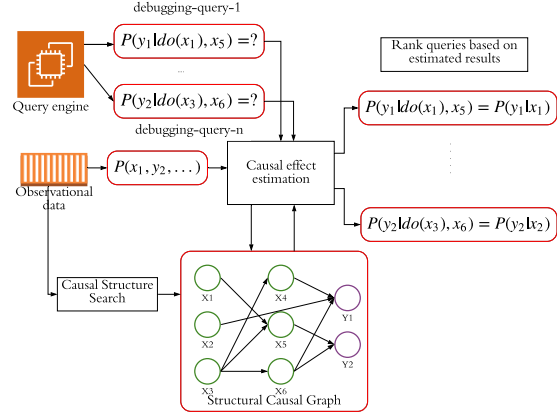 debugging-query-1
P(y₁|do(x₁), x₅) =?
...
P(y₂|do(x₃), x₆) =?
debugging-query-n
Query engine
Rank queries based on
estimated results
P(y₁|do(x₁), x₅) = P(y₁|x₁)
P(y₂|do(x₃), x₆) = P(y₂|x₂)
Observational
data
P(x₁, y₂, . . . )
Causal effect
estimation
Causal Structure
Search
X1
X4
Y1
X2
X5
Y2
X3
X6
Structural Causal Graph